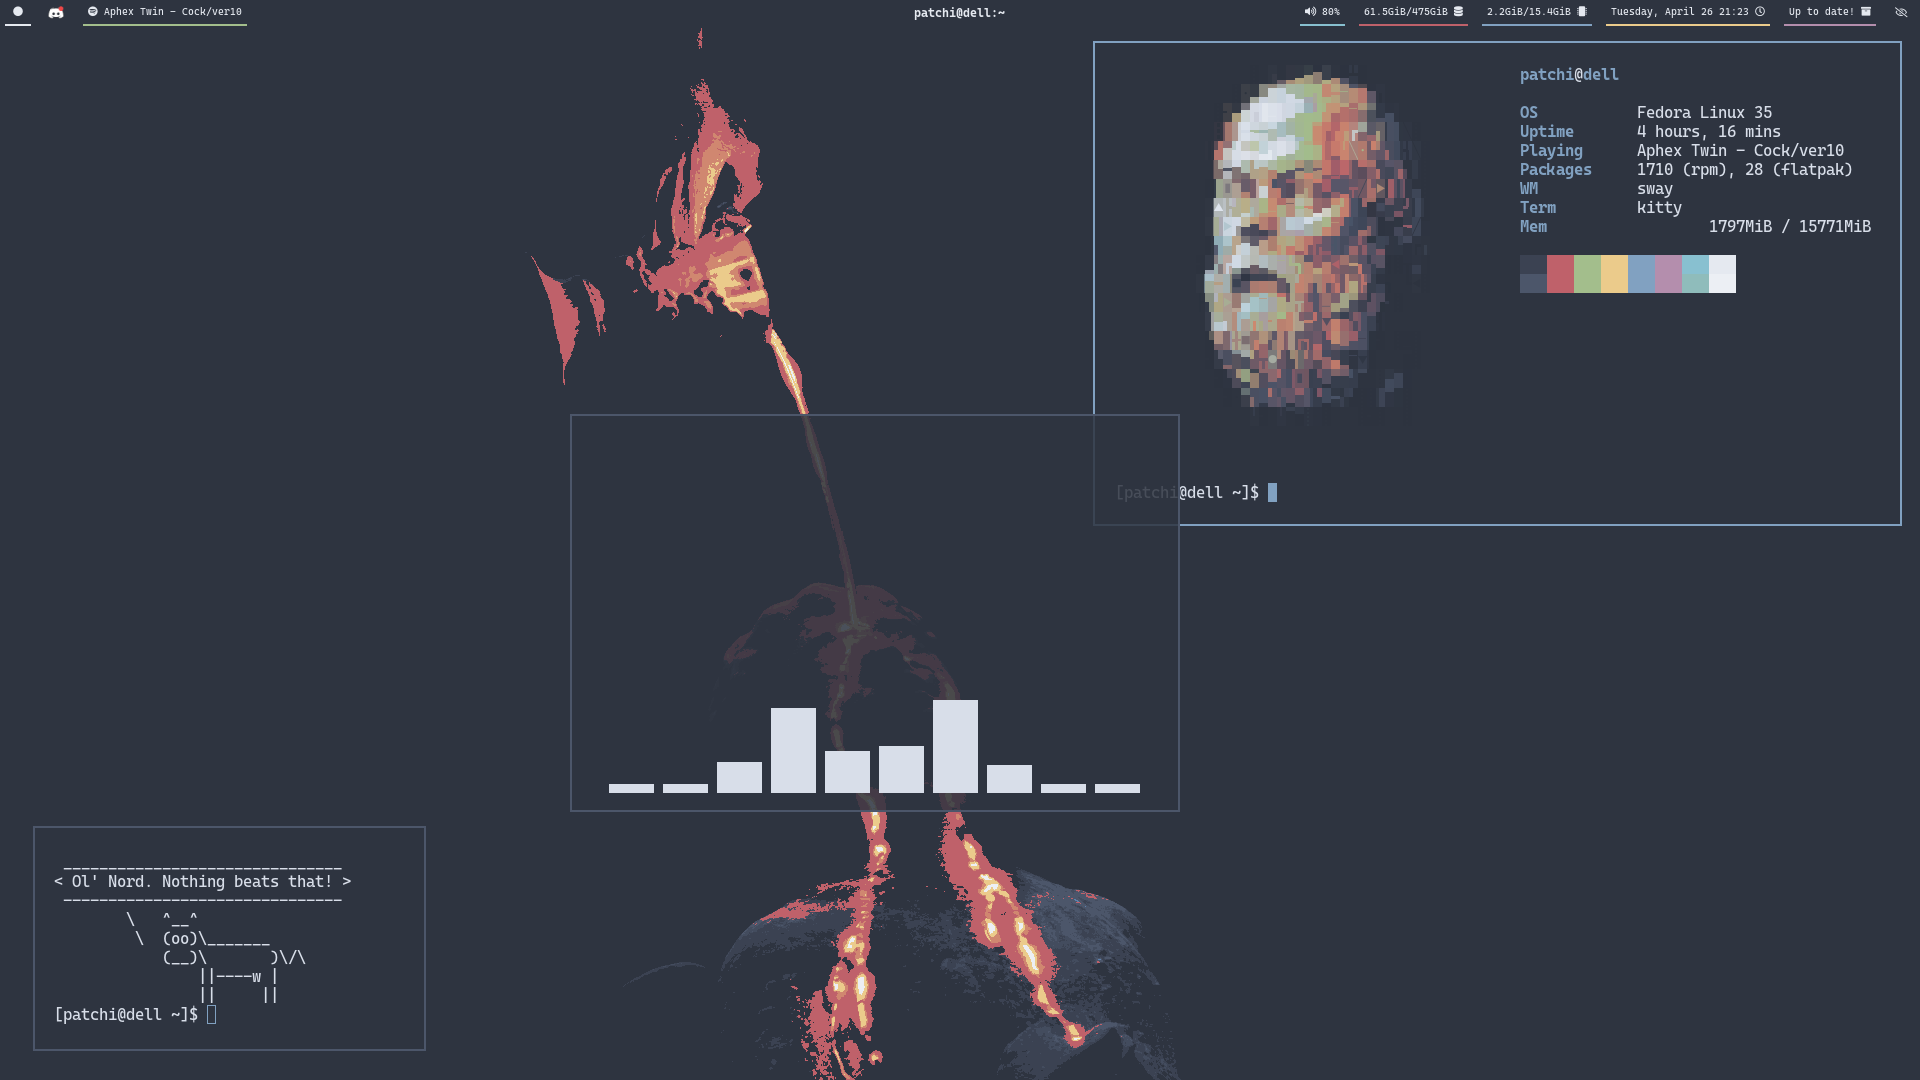 Aphex Twin – Cock/ver10
patchi@dell:~
80%
61.5GiB/475GiB
2.2GiB/15.4GiB
Tuesday, April 26 21:23
Up to date!
patchi@dell
OS Fedora Linux 35
Uptime 4 hours, 16 mins
Playing Aphex Twin – Cock/ver10
Packages 1710 (rpm), 28 (flatpak)
WM sway
Term kitty
Mem 1797MiB / 15771MiB
[patchi@dell ~]$
< Ol' Nord. Nothing beats that! >
\ ^__^
\ (oo)\_______
(__)\ )\/\
||----w |
|| ||
[patchi@dell ~]$